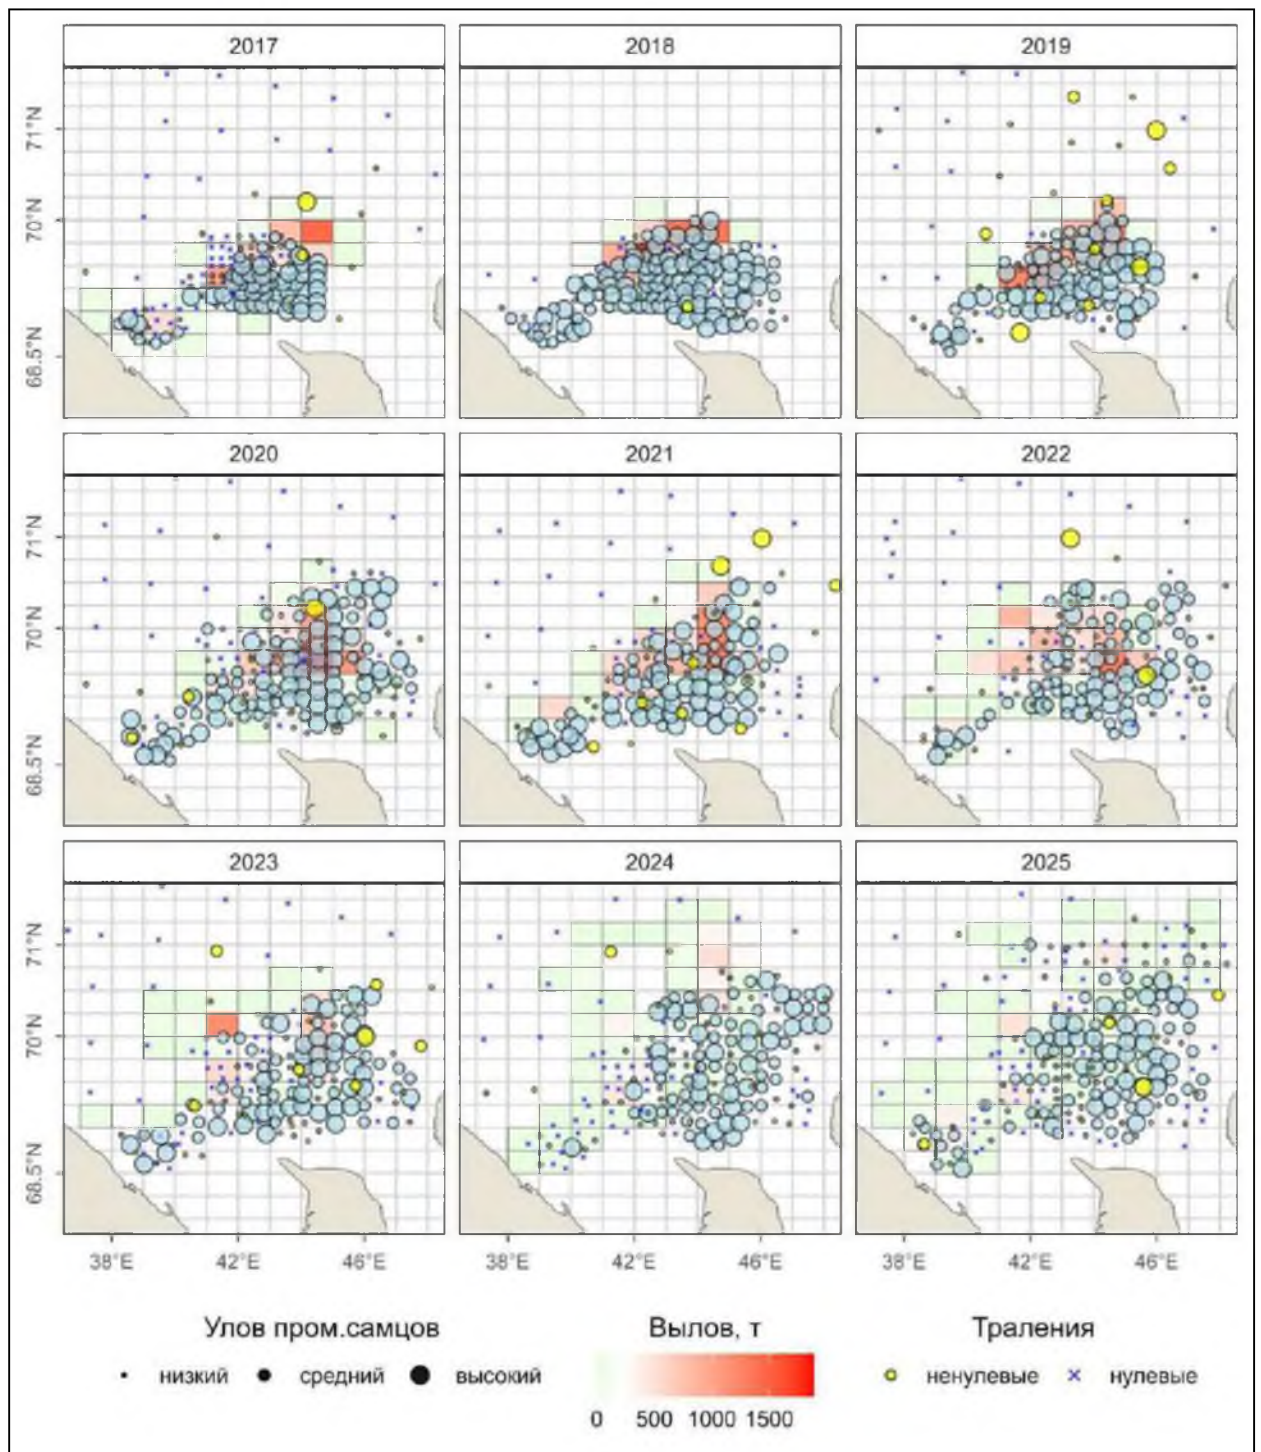 2017 2018 2019
71°N
70°N
68.5°N
2020 2021 2022
71°N
70°N
68.5°N
2023 2024 2025
71°N
70°N
68.5°N
38°E 42°E 46°E 38°E 42°E 46°E 38°E 42°E 46°E
Улов пром.самцов Вылов, т Траления
низкий средний высокий ненулевые нулевые
0 500 1000 1500